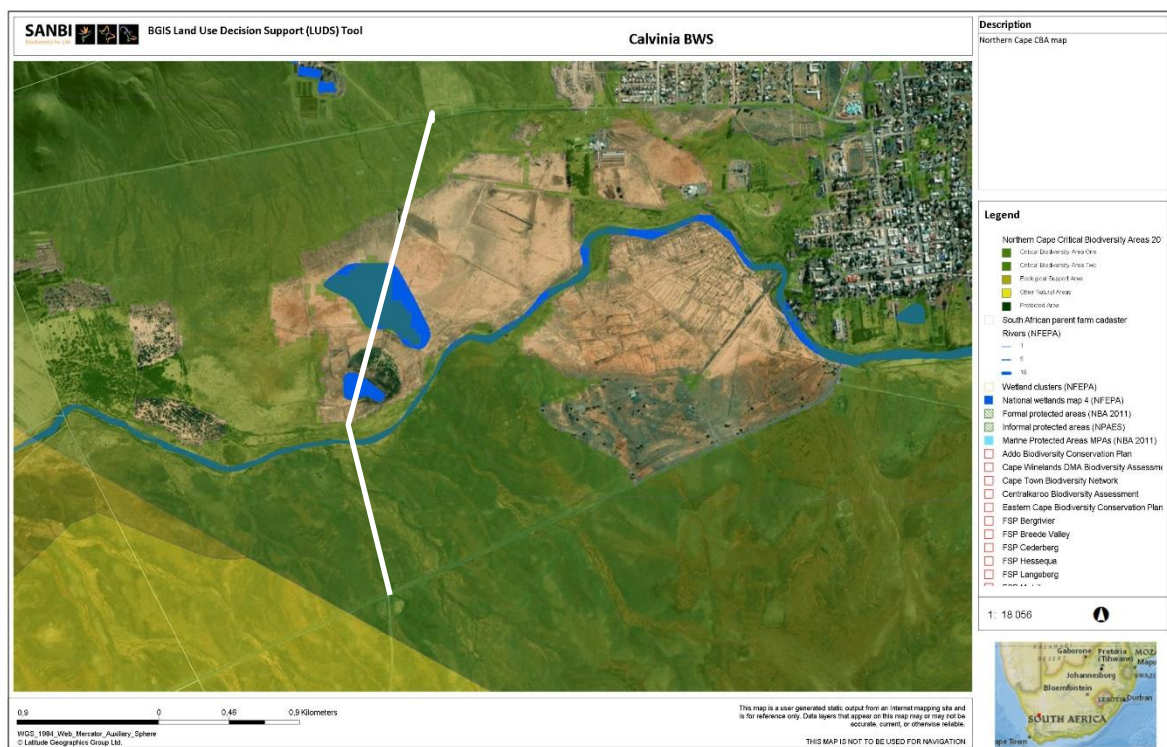 SANBI
Biodiversity for Life
BGIS Land Use Decision Support (LUDS) Tool
Calvinia BWS
Description
Northern Cape CBA map
Legend
Northern Cape Critical Biodiversity Areas 20
Critical Biodiversity Area One
Critical Biodiversity Area Two
Ecological Support Area
Other Natural Areas
Protected Area
South African parent farm cadaster
Rivers (NFEPA)
1
5
Wetland clusters (NFEPA)
National wetlands map 4 (NFEPA)
Formal protected areas (NBA 2011)
Informal protected areas (NPAES)
Marine Protected Areas MPAs (NBA 2011)
Addo Biodiversity Conservation Plan
Cape Winelands DMA Biodiversity Assessme
Cape Town Biodiversity Network
Centralkaroo Biodiversity Assessment
Eastern Cape Biodiversity Conservation Plan
FSP Bergrivier
FSP Breede Valley
FSP Cederberg
FSP Hessequa
FSP Langeberg
1: 18 056
Gaborone
Pretoria
(Tshwane)
MOZ
Mapu
Johannesburg
SWAZI
Bloemfontein
LESOTHO
Durban
SOUTH AFRICA
ape Town
0,9 0 0,46 0,9 Kilometers
WGS_1984_Web_Mercator_Auxiliary_Sphere
© Latitude Geographics Group Ltd.
This map is a user generated static output from an Internet mapping site and
is for reference only. Data layers that appear on this map may or may not be
accurate, current, or otherwise reliable.
THIS MAP IS NOT TO BE USED FOR NAVIGATION